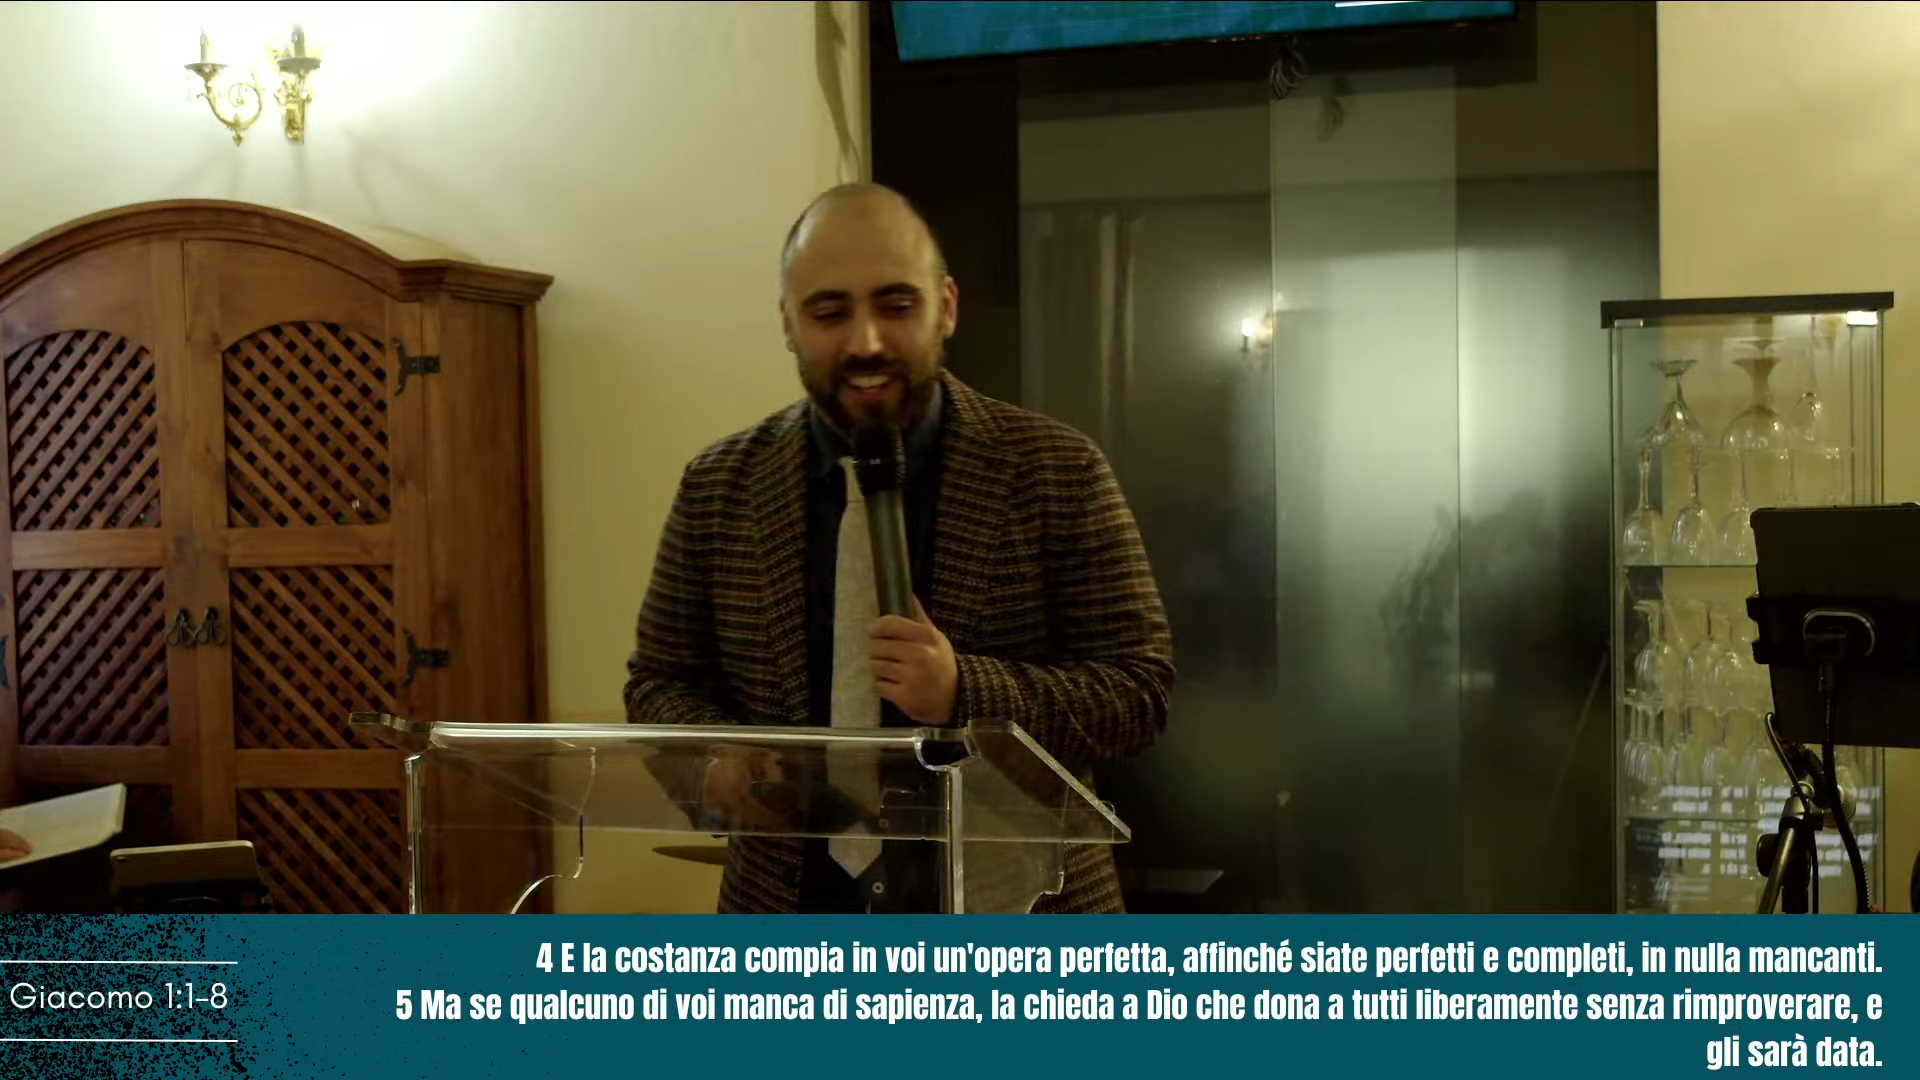 4 E la costanza compia in voi un'opera perfetta, affinché siate perfetti e completi, in nulla mancanti.
5 Ma se qualcuno di voi manca di sapienza, la chieda a Dio che dona a tutti liberamente senza rimproverare, e
gli sarà data.
Giacomo 1:1-8